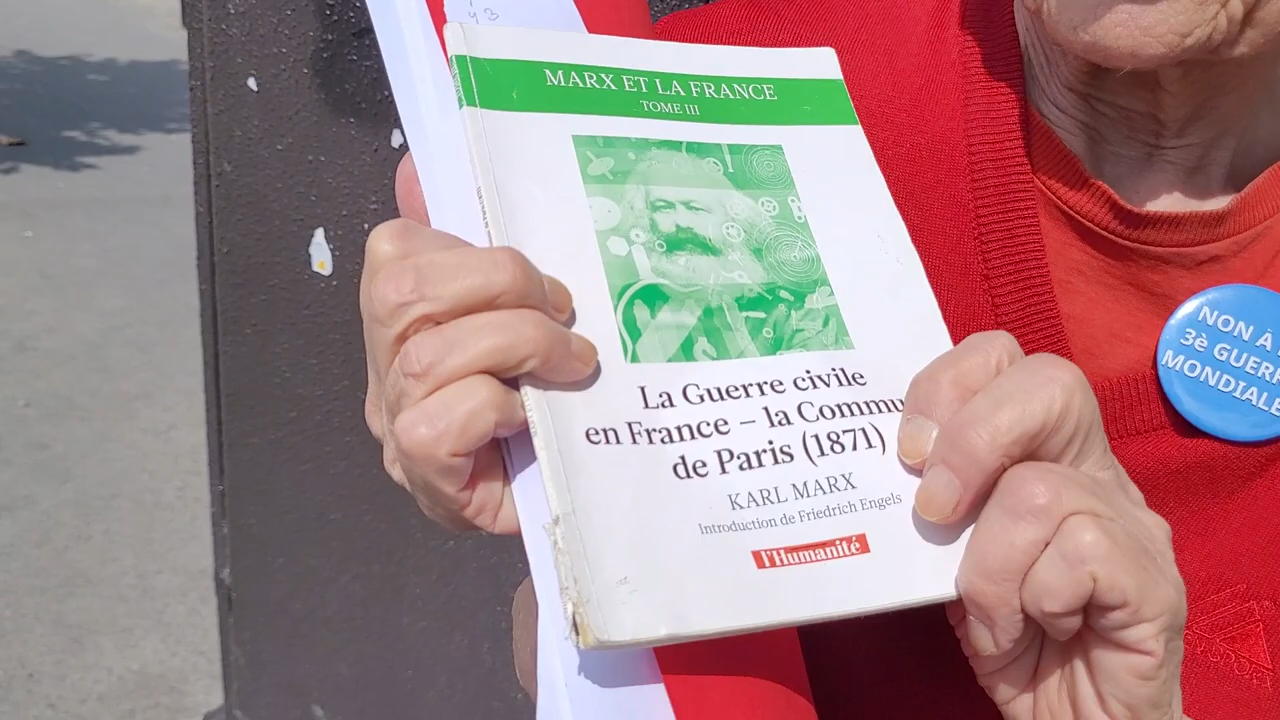 MARX ET LA FRANCE
TOME III
La Guerre civile
en France – la Commu
de Paris (1871)
KARL MARX
Introduction de Friedrich Engels
l'Humanité
NON À
3è GUERR
MONDIALE